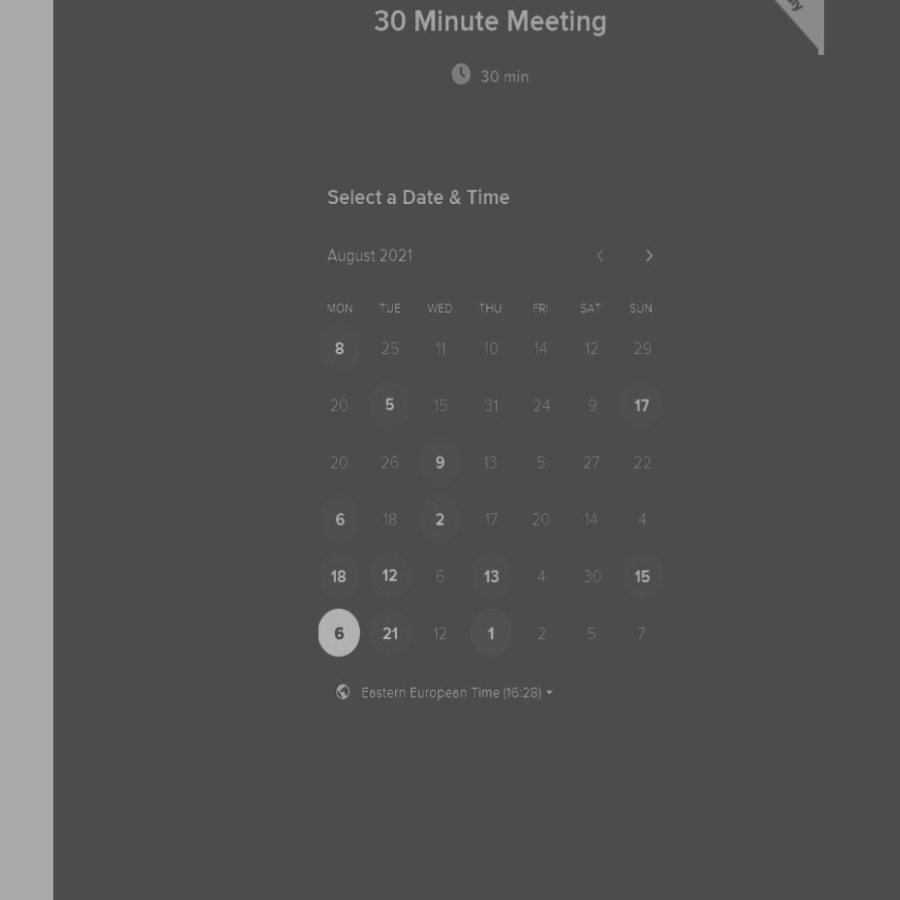 30 Minute Meeting
30 min
Select a Date & Time
August 2021
MON TUE WED THU FRI SAT SUN
8 25 11 10 14 12 29
20 5 15 31 24 9 17
20 26 9 13 5 27 22
6 18 2 17 20 14 4
18 12 6 13 4 30 15
6 21 12 1 2 5 7
Eastern European Time (16:28)